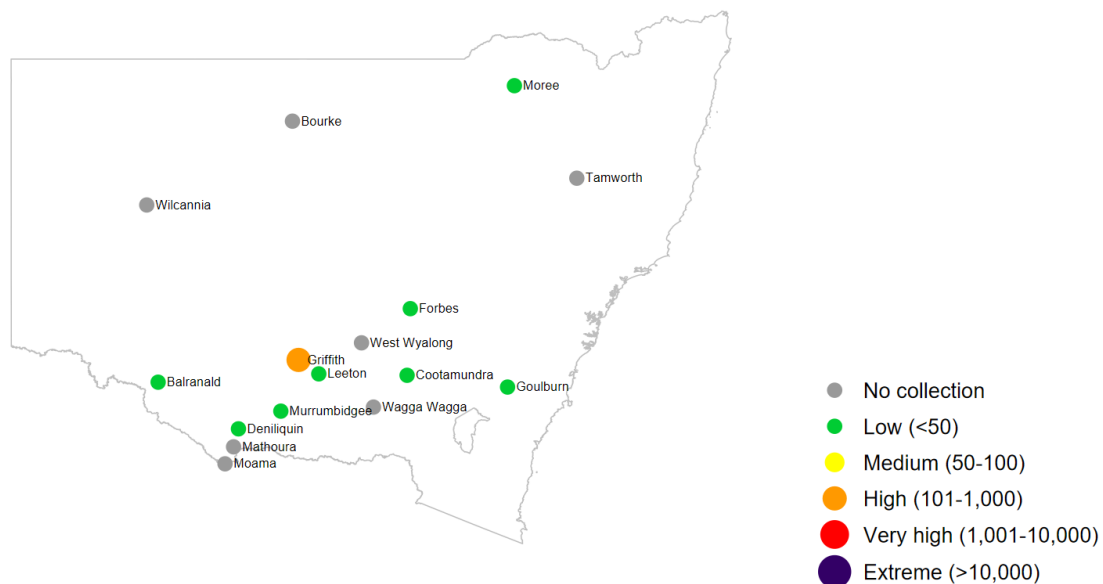 Moree
Bourke
Tamworth
Wilcannia
Forbes
West Wyalong
Griffith
Leeton
Cootamundra
Balranald
Goulburn
Murrumbidgee
Wagga Wagga
Deniliquin
Mathoura
Moama
No collection
Low (<50)
Medium (50-100)
High (101-1,000)
Very high (1,001-10,000)
Extreme (>10,000)